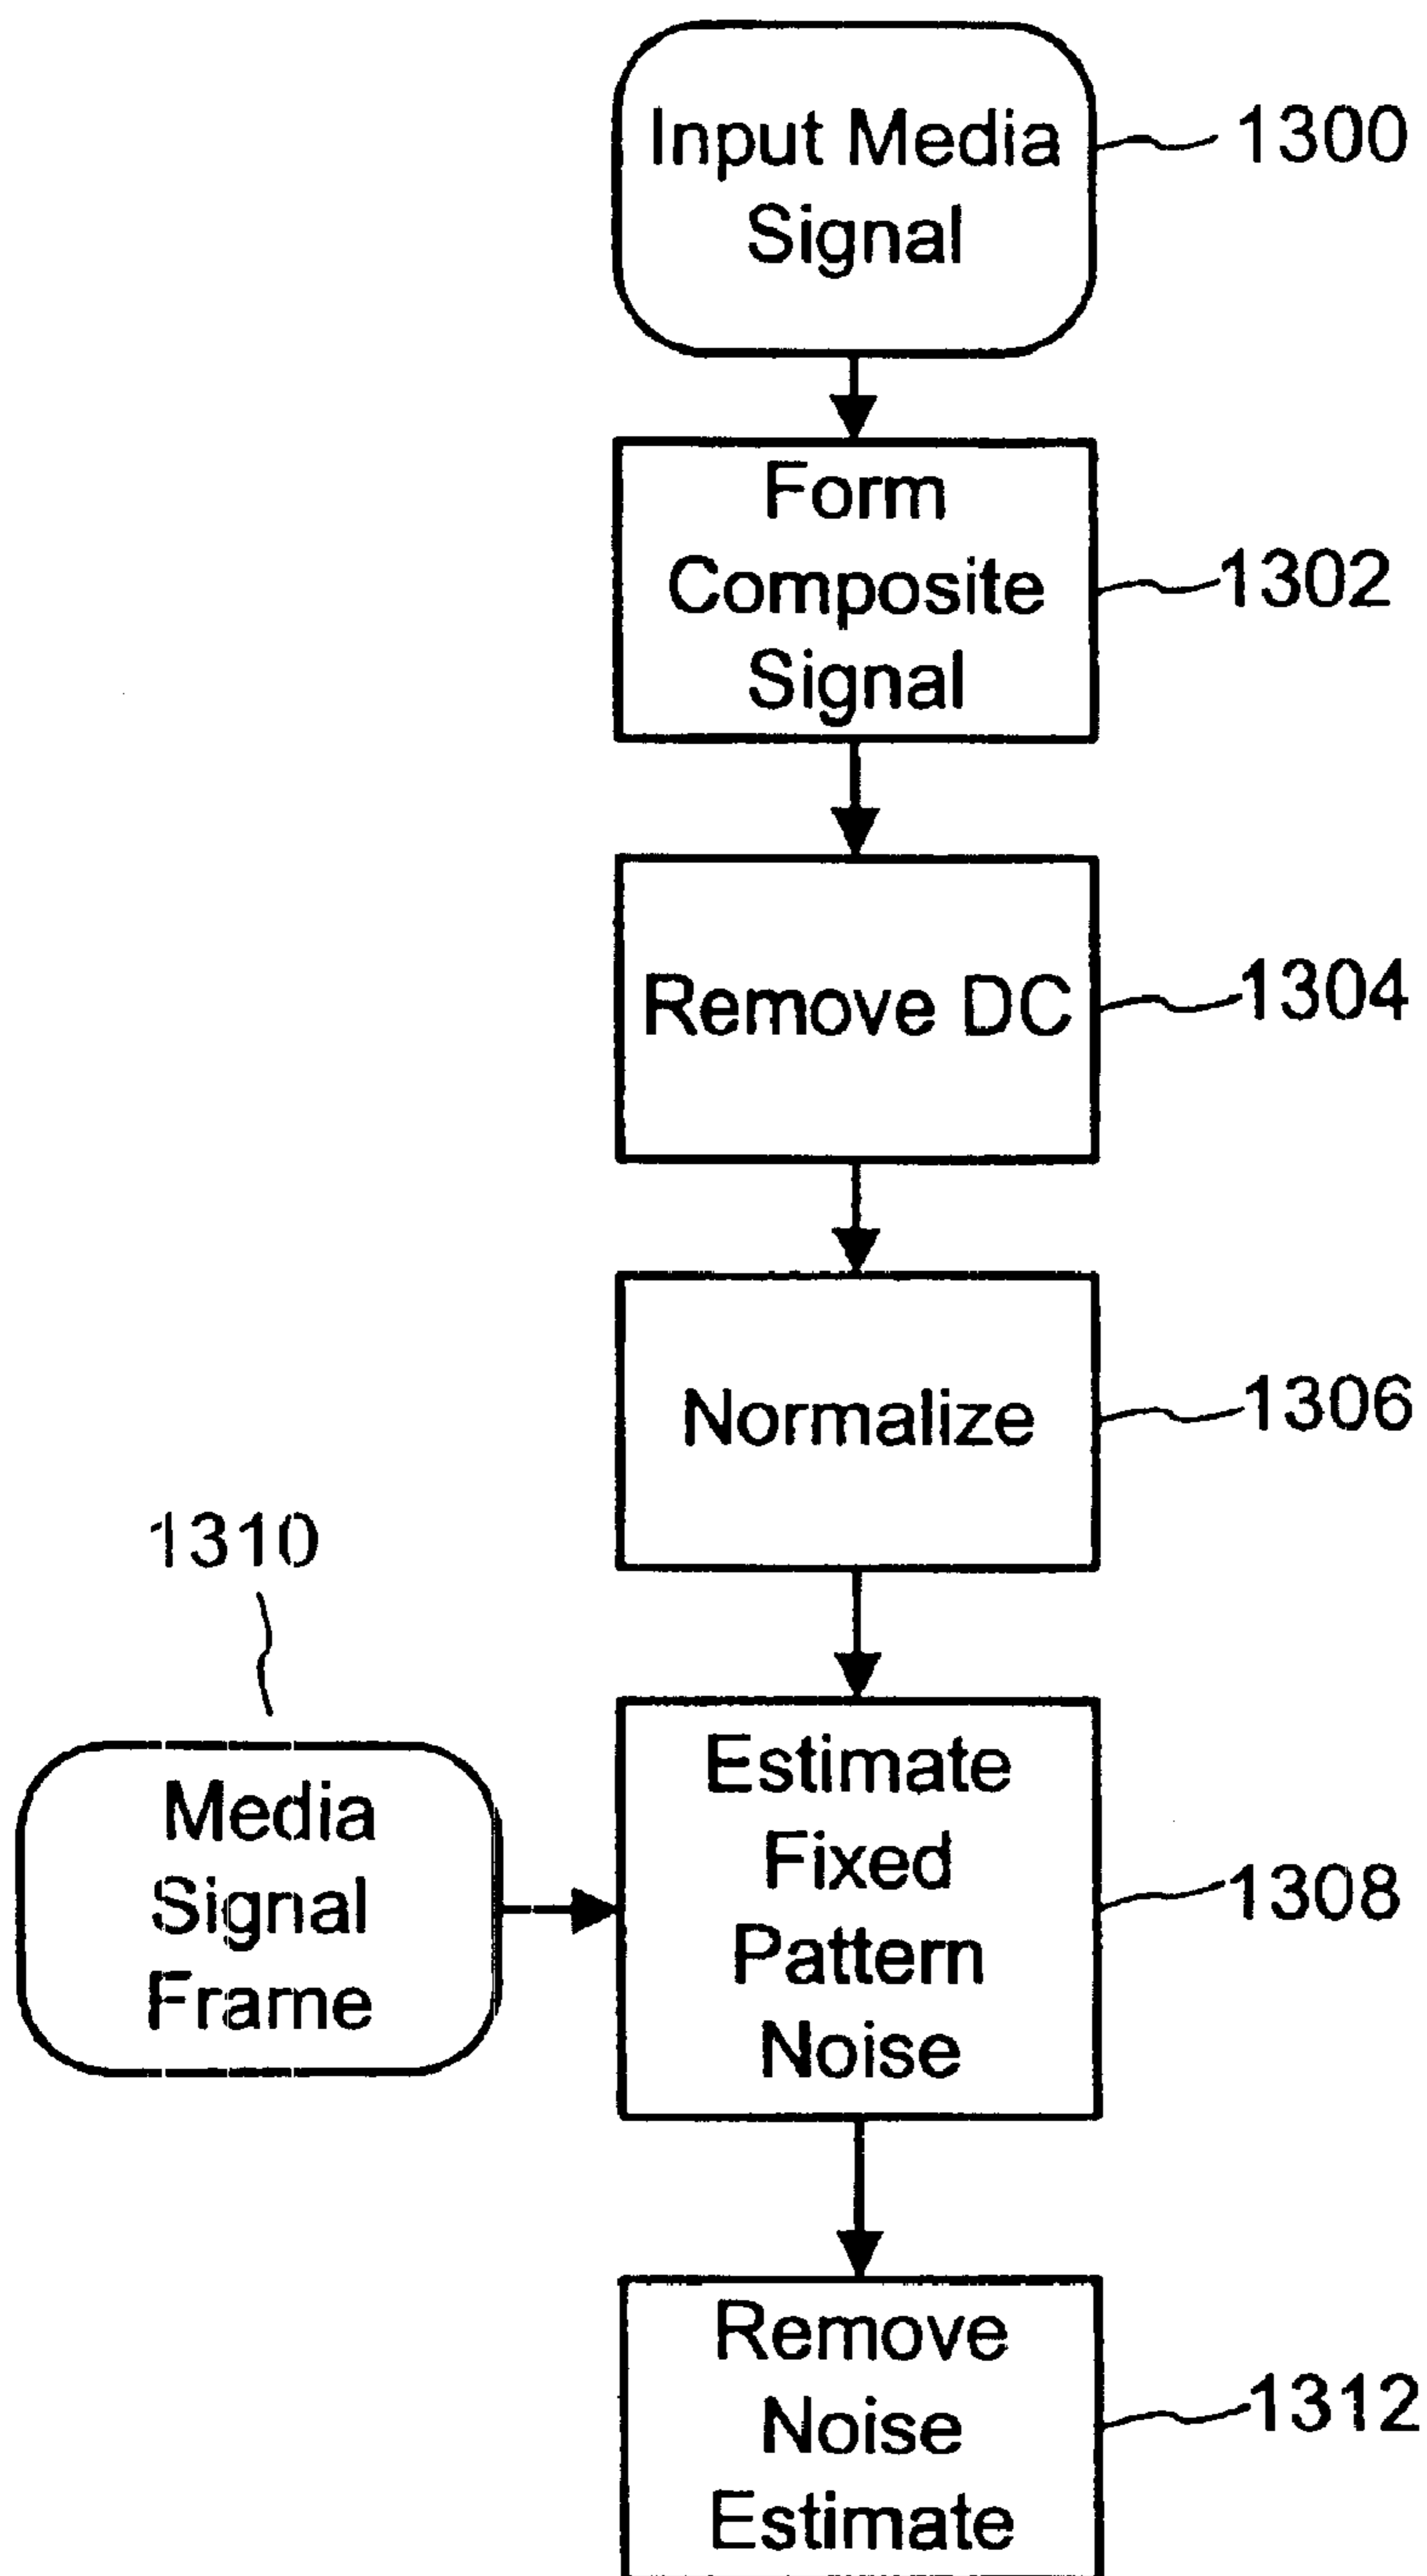 Input Media
Signal
1300
Form
Composite
Signal
1302
Remove DC
1304
Normalize
1306
1310
Media
Signal
Frame
Estimate
Fixed
Pattern
Noise
1308
Remove
Noise
Estimate
1312